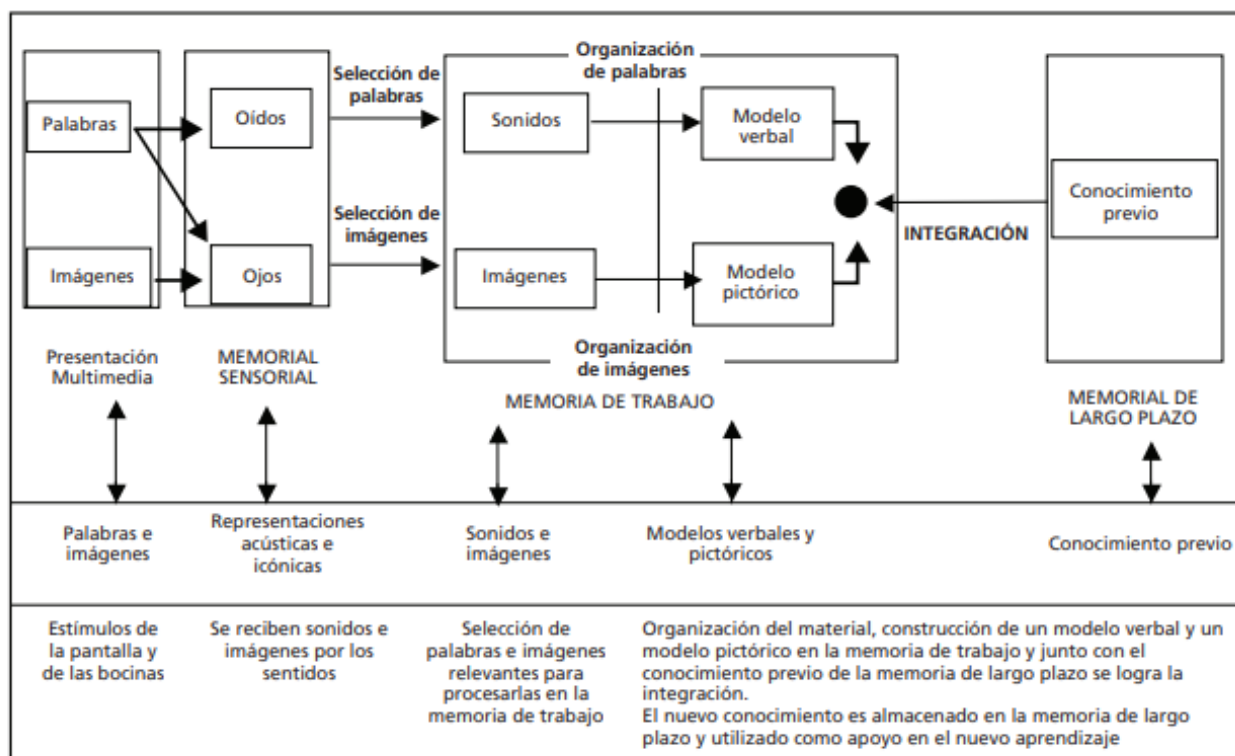 Palabras
Imágenes
Presentación
Multimedia
Oídos
Ojos
MEMORIAL
SENSORIAL
Selección de
palabras
Selección de
imágenes
Organización
de palabras
Sonidos
Modelo
verbal
Imágenes
Modelo
pictórico
Organización
de imágenes
MEMORIA DE TRABAJO
INTEGRACIÓN
Conocimiento
previo
MEMORIAL DE
LARGO PLAZO
Palabras e
imágenes
Representaciones
acústicas e
icónicas
Sonidos e
imágenes
Modelos verbales y
pictóricos
Conocimiento previo
Estímulos de
la pantalla y
de las bocinas
Se reciben sonidos e
imágenes por los
sentidos
Selección de
palabras e imágenes
relevantes para
procesarlas en la
memoria de trabajo
Organización del material, construcción de un modelo verbal y un
modelo pictórico en la memoria de trabajo y junto con el
conocimiento previo de la memoria de largo plazo se logra la
integración.
El nuevo conocimiento es almacenado en la memoria de largo
plazo y utilizado como apoyo en el nuevo aprendizaje